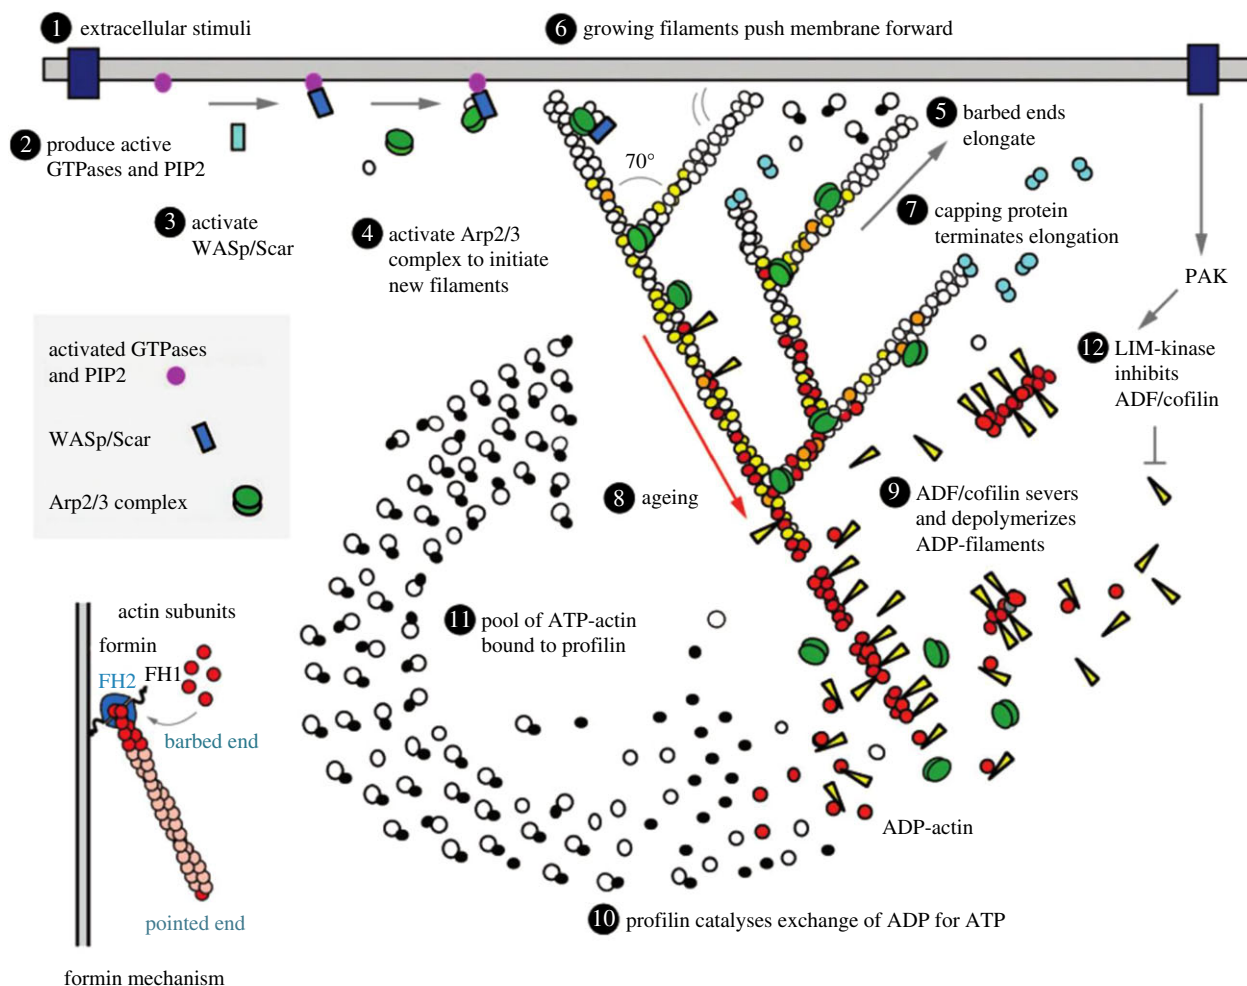 1 extracellular stimuli
6 growing filaments push membrane forward
2 produce active
GTPases and PIP2
3 activate
WASp/Scar
4 activate Arp2/3
complex to initiate
new filaments
70°
5 barbed ends
elongate
7 capping protein
terminates elongation
PAK
12 LIM-kinase
inhibits
ADF/cofilin
activated GTPases
and PIP2
WASp/Scar
Arp2/3 complex
8 ageing
9 ADF/cofilin severs
and depolymerizes
ADP-filaments
11 pool of ATP-actin
bound to profilin
ADP-actin
10 profilin catalyses exchange of ADP for ATP
actin subunits
formin
FH2
FH1
barbed end
pointed end
formin mechanism